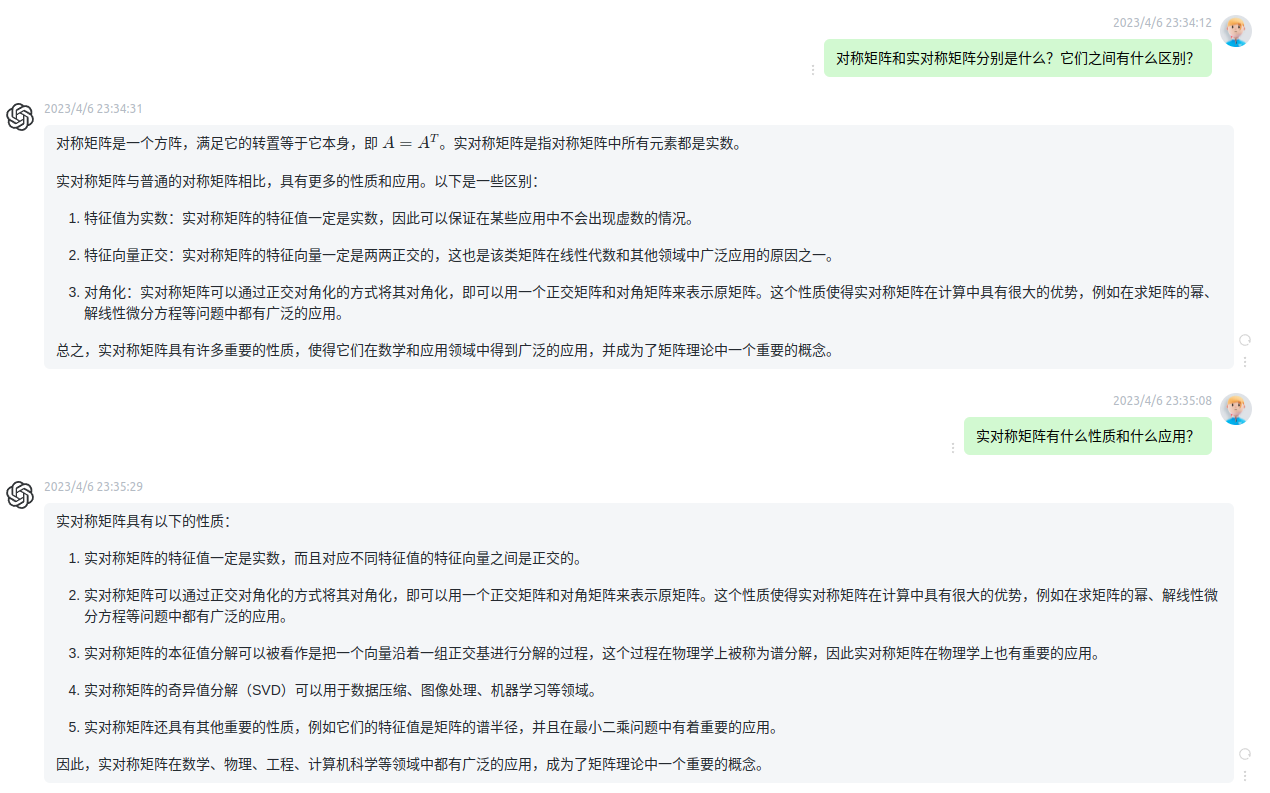 2023/4/6 23:34:12
对称矩阵和实对称矩阵分别是什么？它们之间有什么区别？
2023/4/6 23:34:31
对称矩阵是一个方阵，满足它的转置等于它本身，即 A = A^T。实对称矩阵是指对称矩阵中所有元素都是实数。
实对称矩阵与普通的对称矩阵相比，具有更多的性质和应用。以下是一些区别：
1. 特征值为实数：实对称矩阵的特征值一定是实数，因此可以保证在某些应用中不会出现虚数的情况。
2. 特征向量正交：实对称矩阵的特征向量一定是两两正交的，这也是该类矩阵在线性代数和其他领域中广泛应用的原因之一。
3. 对角化：实对称矩阵可以通过正交对角化的方式将其对角化，即可以用一个正交矩阵和对角矩阵来表示原矩阵。这个性质使得实对称矩阵在计算中具有很大的优势，例如在求矩阵的幂、
解线性微分方程等问题中都有广泛的应用。
总之，实对称矩阵具有许多重要的性质，使得它们在数学和应用领域中得到广泛的应用，并成为了矩阵理论中一个重要的概念。
2023/4/6 23:35:08
实对称矩阵有什么性质和什么应用？
2023/4/6 23:35:29
实对称矩阵具有以下的性质：
1. 实对称矩阵的特征值一定是实数，而且对应不同特征值的特征向量之间是正交的。
2. 实对称矩阵可以通过正交对角化的方式将其对角化，即可以用一个正交矩阵和对角矩阵来表示原矩阵。这个性质使得实对称矩阵在计算中具有很大的优势，例如在求矩阵的幂、解线性微
分方程等问题中都有广泛的应用。
3. 实对称矩阵的本征值分解可以被看作是把一个向量沿着一组正交基进行分解的过程，这个过程在物理学上被称为谱分解，因此实对称矩阵在物理学上也有重要的应用。
4. 实对称矩阵的奇异值分解（SVD）可以用于数据压缩、图像处理、机器学习等领域。
5. 实对称矩阵还具有其他重要的性质，例如它们的特征值是矩阵的谱半径，并且在最小二乘问题中有着重要的应用。
因此，实对称矩阵在数学、物理、工程、计算机科学等领域中都有广泛的应用，成为了矩阵理论中一个重要的概念。